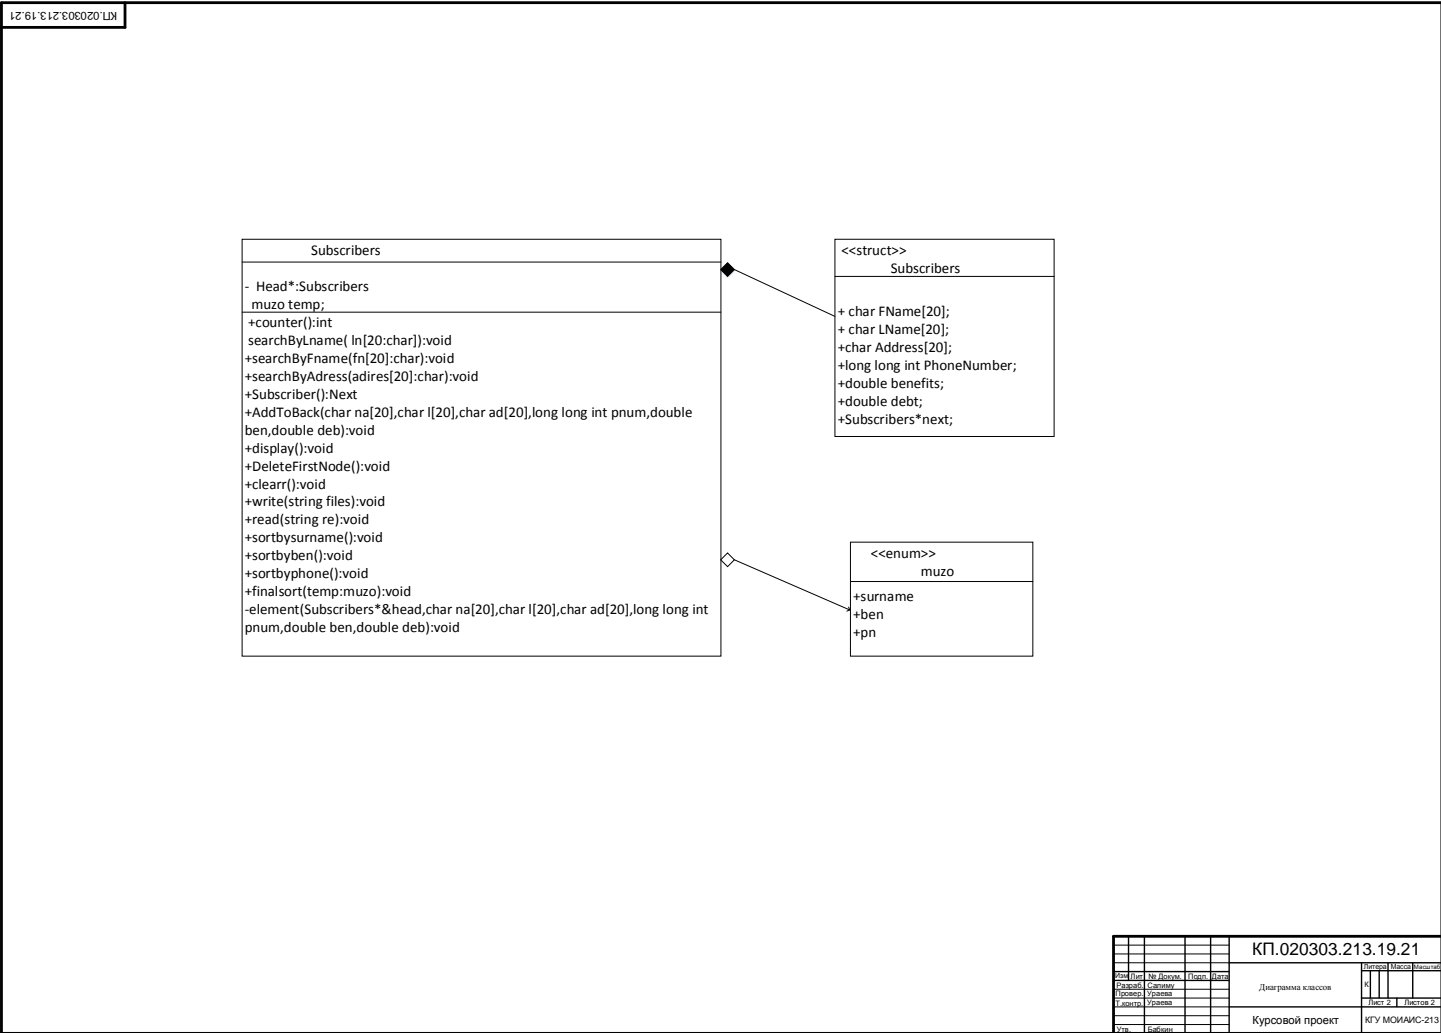 КП.020303.213.19.21
Subscribers
- Head*:Subscribers
muzo temp;
+counter():int
searchByLname( ln[20:char]):void
+searchByFname(fn[20]:char):void
+searchByAdress(adires[20]:char):void
+Subscriber():Next
+AddToBack(char na[20],char l[20],char ad[20],long long int pnum,double
ben,double deb):void
+display():void
+DeleteFirstNode():void
+clearr():void
+write(string files):void
+read(string re):void
+sortbysurname():void
+sortbyben():void
+sortbyphone():void
+finalsort(temp:muzo):void
-element(Subscribers*&head,char na[20],char l[20],char ad[20],long long int
pnum,double ben,double deb):void
<<struct>>
Subscribers
+ char FName[20];
+ char LName[20];
+char Address[20];
+long long int PhoneNumber;
+double benefits;
+double debt;
+Subscribers*next;
<<enum>>
muzo
+surname
+ben
+pn
КП.020303.213.19.21
Литера Масса Масштаб
Изм Лит № Докум. Подп. Дата
Разраб. Салиму
Провер. Ураева
Т.контр. Ураева
Диаграмма классов
К
Лист 2 Листов 2
Утв. Бабкин
Курсовой проект
КГУ МОИАИС-213